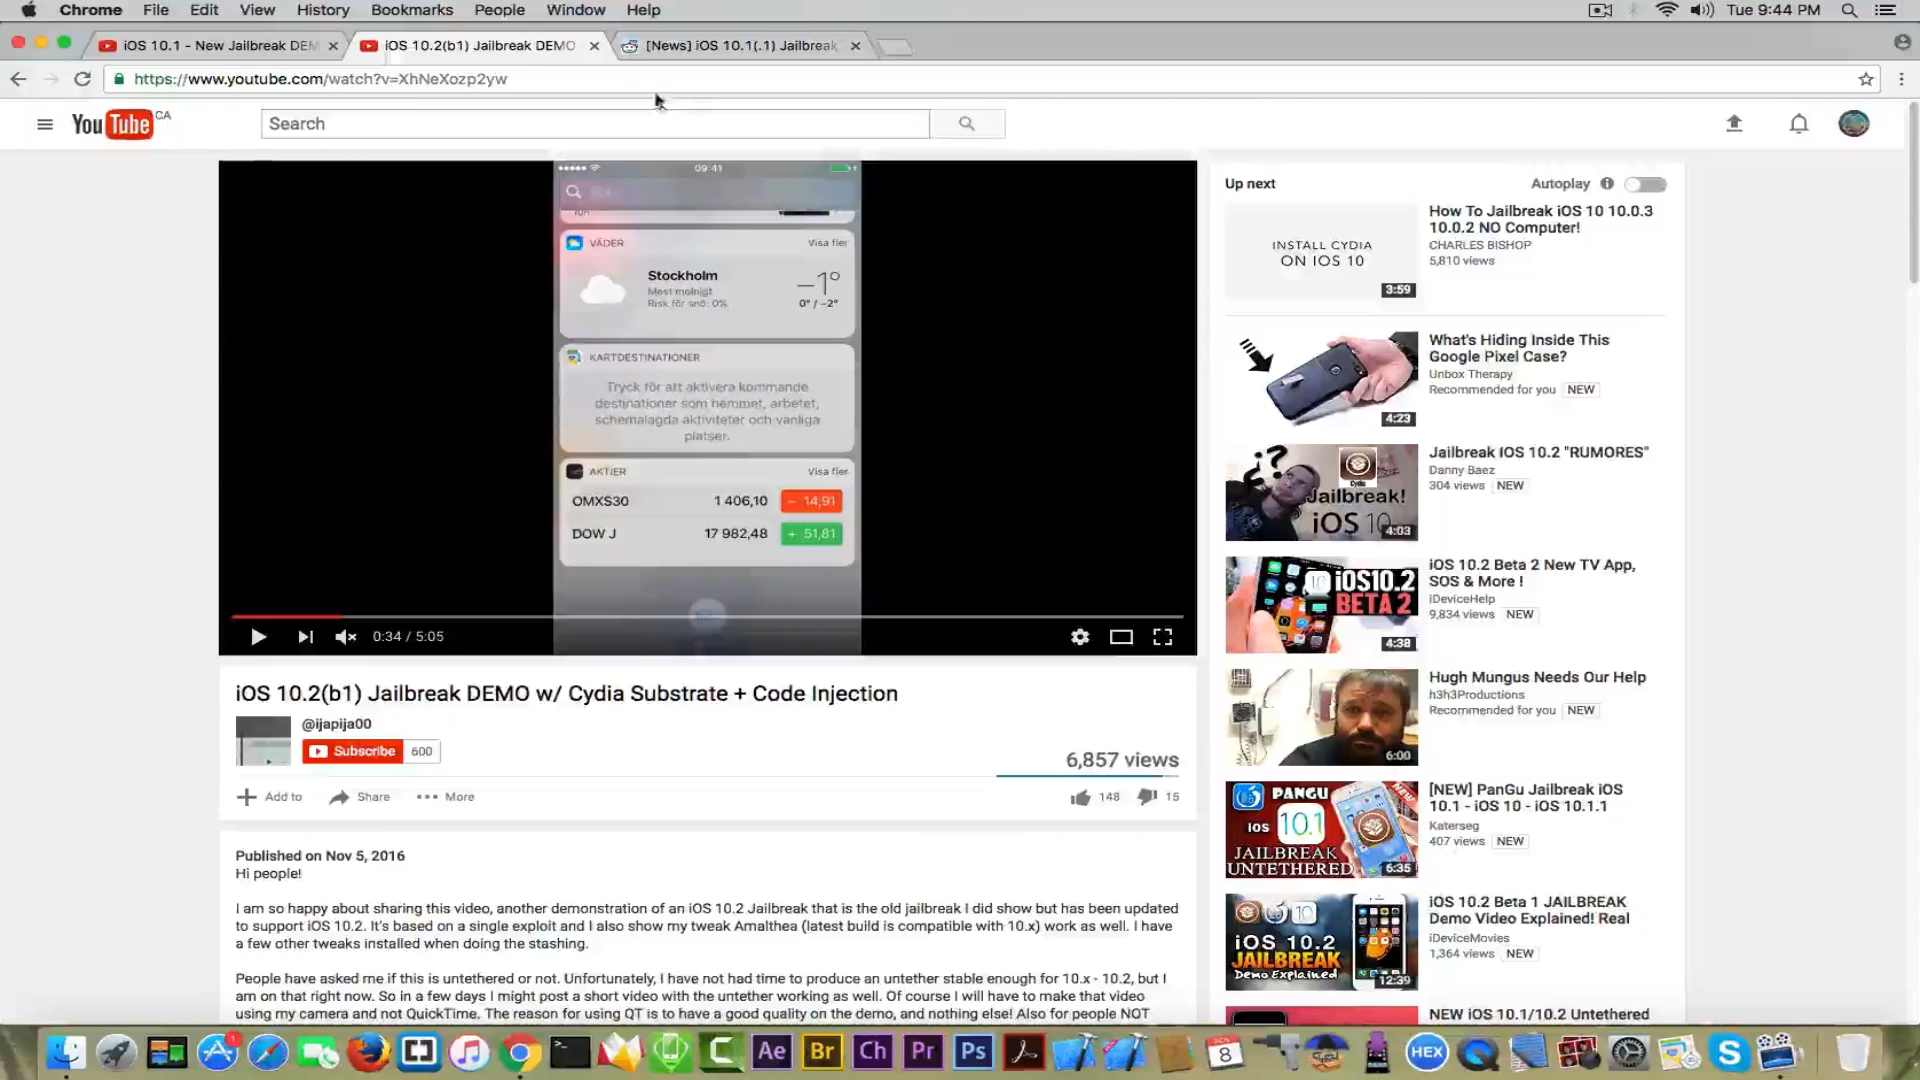 Chrome File Edit View History Bookmarks People Window Help Tue 9:44 PM
iOS 10.1 - New Jailbreak DEM iOS 10.2(b1) Jailbreak DEMO [News] iOS 10.1(.1) Jailbreak
https://www.youtube.com/watch?v=XhNeXozp2yw
YouTube CA Search
09:41
VÄDER Visa fler
Stockholm
Mest molnigt
Risk för snö: 0%
−1°
0° / −2°
KARTDESTINATIONER
Tryck för att aktivera kommande
destinationer som hemmet, arbetet,
schemalagda aktiviteter och vanliga
platser.
AKTIER Visa fler
OMXS30 1 406,10 − 14,91
DOW J 17 982,48 + 51,81
0:34 / 5:05
iOS 10.2(b1) Jailbreak DEMO w/ Cydia Substrate + Code Injection
@ijapija00
Subscribe 600
6,857 views
Add to Share More 148 15
Published on Nov 5, 2016
Hi people!
I am so happy about sharing this video, another demonstration of an iOS 10.2 Jailbreak that is the old jailbreak I did show but has been updated
to support iOS 10.2. It's based on a single exploit and I also show my tweak Amalthea (latest build is compatible with 10.x) work as well. I have
a few other tweaks installed when doing the stashing.
People have asked me if this is untethered or not. Unfortunately, I have not had time to produce an untether stable enough for 10.x - 10.2, but I
am on that right now. So in a few days I might post a short video with the untether working as well. Of course I will have to make that video
using my camera and not QuickTime. The reason for using QT is to have a good quality on the demo, and nothing else! Also for people NOT
Up next Autoplay
INSTALL CYDIA
ON IOS 10
3:59
How To Jailbreak iOS 10 10.0.3
10.0.2 NO Computer!
CHARLES BISHOP
5,810 views
4:23
What's Hiding Inside This
Google Pixel Case?
Unbox Therapy
Recommended for you NEW
¿?
Cydia
Jailbreak!
iOS 10
4:03
Jailbreak iOS 10.2 "RUMORES"
Danny Baez
304 views NEW
iOS10.2
BETA 2
4:38
iOS 10.2 Beta 2 New TV App,
SOS & More !
iDeviceHelp
9,834 views NEW
6:00
Hugh Mungus Needs Our Help
h3h3Productions
Recommended for you NEW
PANGU
iOS 10.1
JAILBREAK
UNTETHERED
6:35
[NEW] PanGu Jailbreak iOS
10.1 - iOS 10 - iOS 10.1.1
Katerseg
407 views NEW
10
iOS 10.2
JAILBREAK
Demo Explained
12:39
iOS 10.2 Beta 1 JAILBREAK
Demo Video Explained! Real
iDeviceMovies
1,364 views NEW
NEW iOS 10.1/10.2 Untethered
1 C Ae Br Ch Pr Ps 8 HEX S